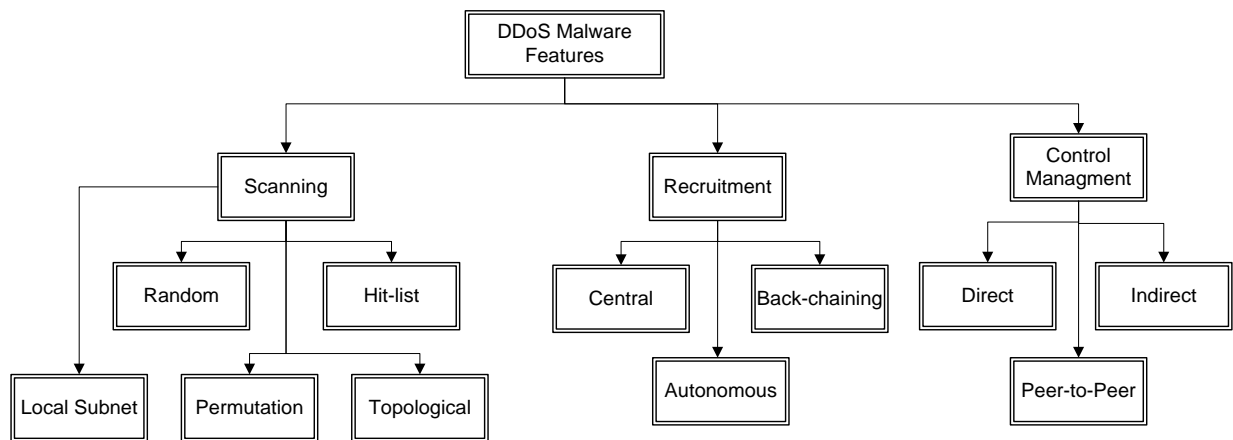 DDoS Malware
Features
Scanning
Recruitment
Control
Managment
Random
Hit-list
Central
Back-chaining
Direct
Indirect
Local Subnet
Permutation
Topological
Autonomous
Peer-to-Peer